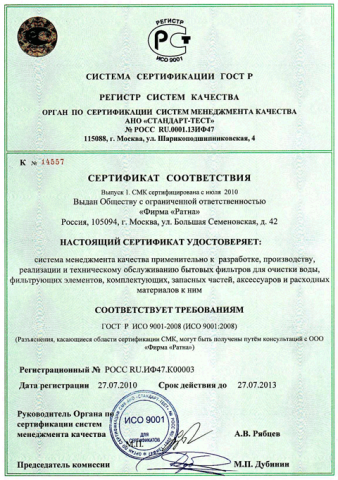 РЕГИСТР
РСТ
ИСО 9001
СИСТЕМА СЕРТИФИКАЦИИ ГОСТ Р
РЕГИСТР СИСТЕМ КАЧЕСТВА
ОРГАН ПО СЕРТИФИКАЦИИ СИСТЕМ МЕНЕДЖМЕНТА КАЧЕСТВА
АНО «СТАНДАРТ-ТЕСТ»
№ РОСС RU.0001.13ИФ47
115088, г. Москва, ул. Шарикоподшипниковская, 4
К № 14557
СЕРТИФИКАТ СООТВЕТСТВИЯ
Выпуск 1. СМК сертифицирована с июля 2010
Выдан Обществу с ограниченной ответственностью
«Фирма «Ратна»
Россия, 105094, г. Москва, ул. Большая Семеновская, д. 42
НАСТОЯЩИЙ СЕРТИФИКАТ УДОСТОВЕРЯЕТ:
система менеджмента качества применительно к разработке, производству,
реализации и техническому обслуживанию бытовых фильтров для очистки воды,
фильтрующих элементов, комплектующих, запасных частей, аксессуаров и расходных
материалов к ним
СООТВЕТСТВУЕТ ТРЕБОВАНИЯМ
ГОСТ Р ИСО 9001-2008 (ИСО 9001:2008)
(Разъяснения, касающиеся области сертификации СМК, могут быть получены путём консультаций с ООО
«Фирма «Ратна»)
Регистрационный № РОСС RU.ИФ47.К00003
Дата регистрации 27.07.2010 Срок действия до 27.07.2013
Руководитель Органа по
сертификации систем
менеджмента качества
А.В. Рябцев
ИСО 9001
ДЛЯ
СЕРТИФИКАТОВ
М.П.
Председатель комиссии
М.П. Дубинин